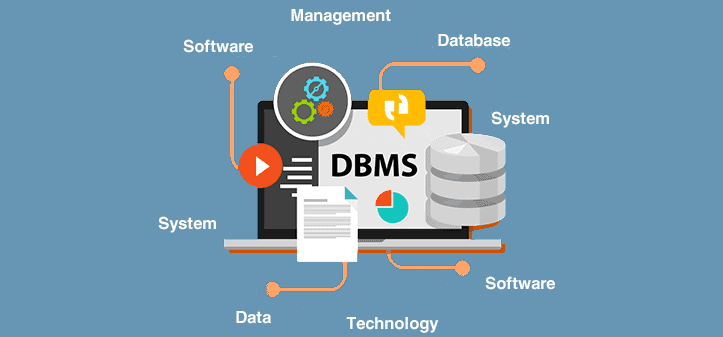 Management
Software
Database
System
DBMS
System
Software
Data
Technology